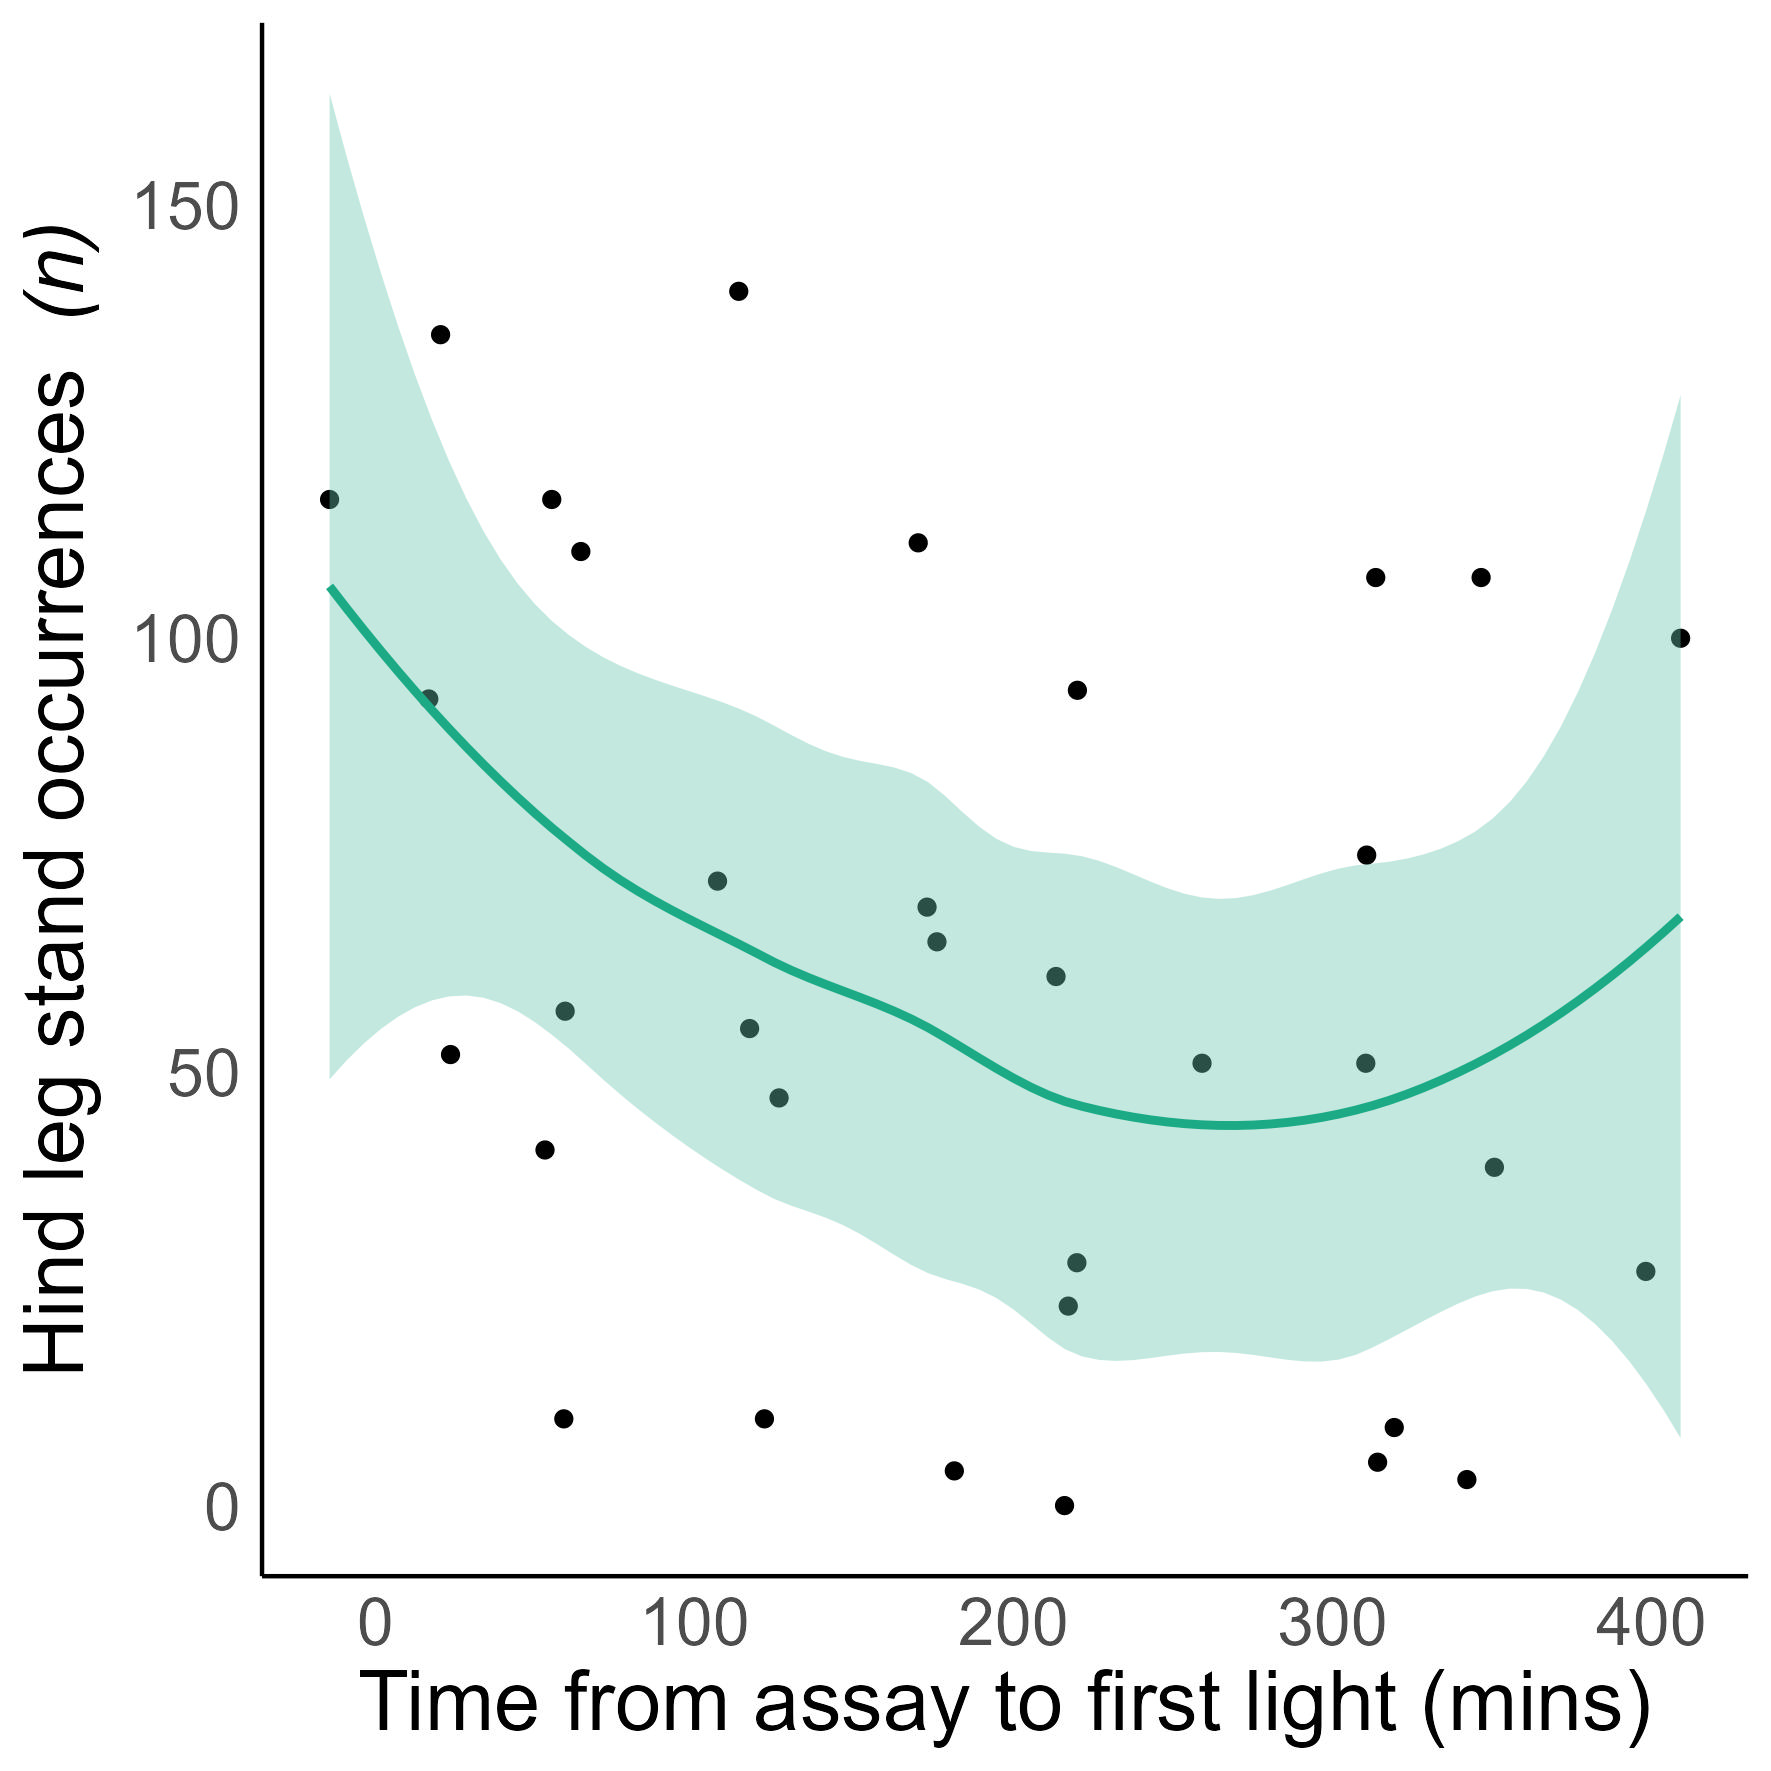 Hind leg stand occurrences (n)
150
100
50
0
0 100 200 300 400
Time from assay to first light (mins)